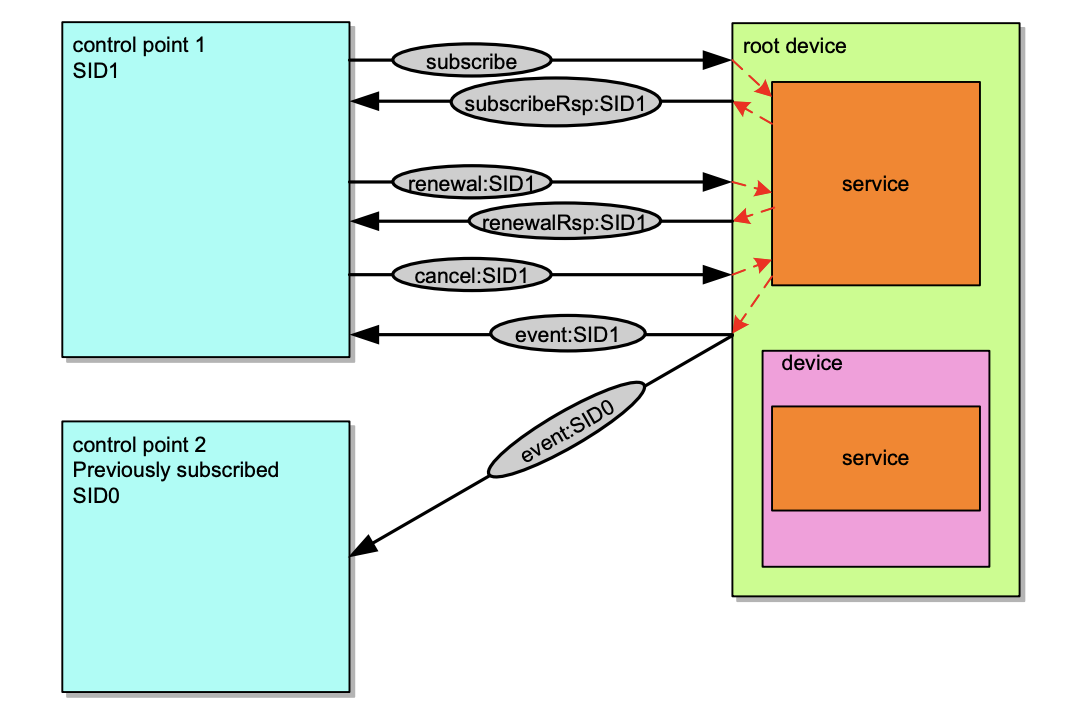 control point 1
SID1
subscribe
subscribeRsp:SID1
renewal:SID1
renewalRsp:SID1
cancel:SID1
event:SID1
event:SID0
control point 2
Previously subscribed
SID0
root device
service
device
service